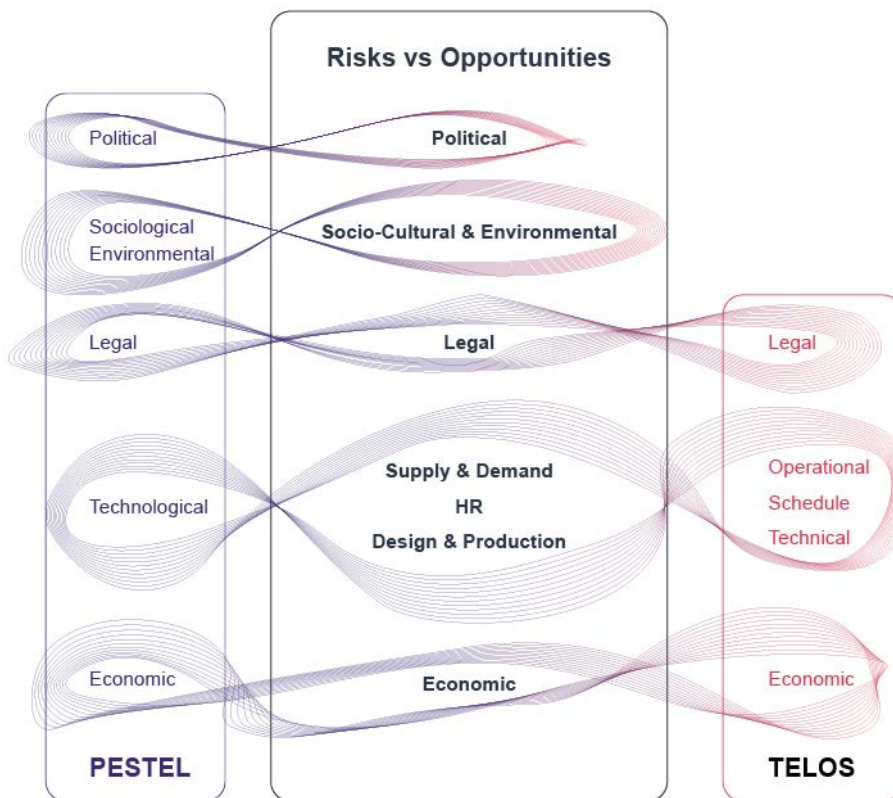 Risks vs Opportunities
Political
Political
Sociological
Environmental
Socio-Cultural & Environmental
Legal
Legal
Legal
Technological
Supply & Demand
HR
Design & Production
Operational
Schedule
Technical
Economic
Economic
Economic
PESTEL
TELOS